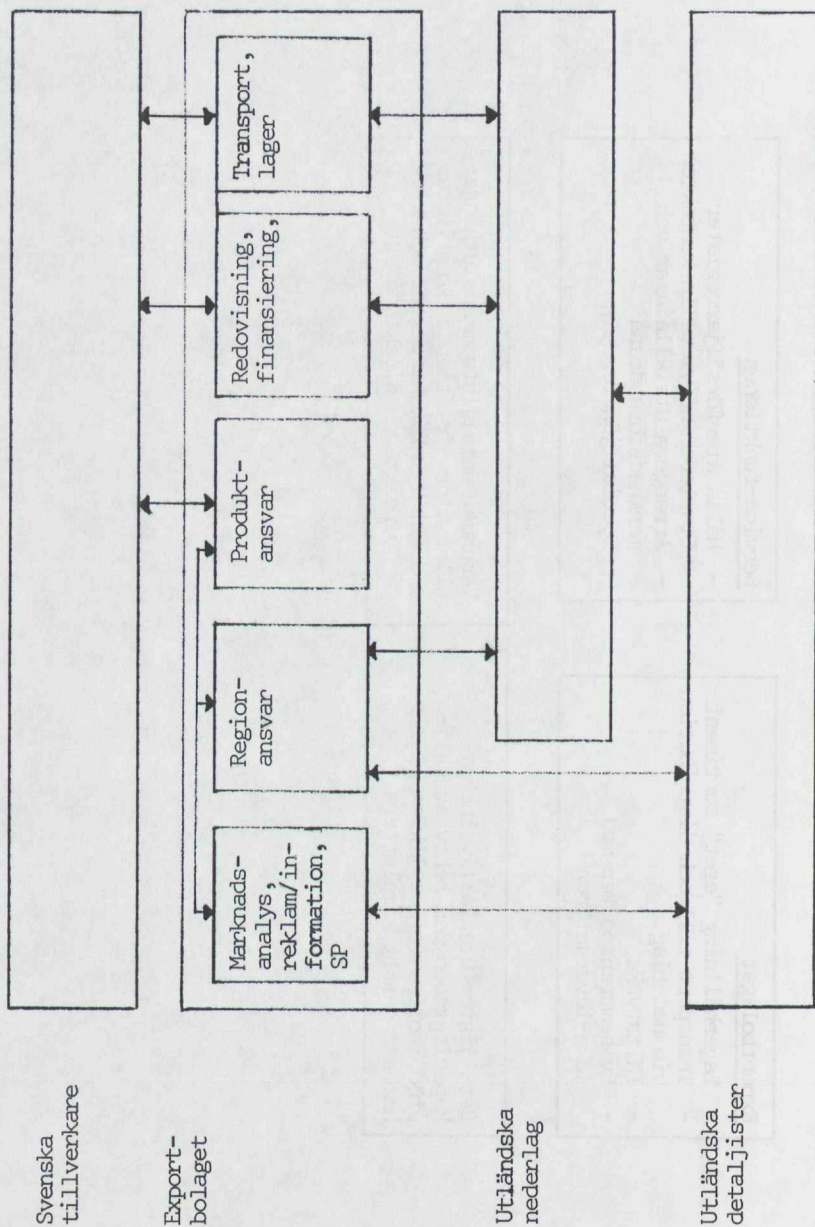 Svenska
tillverkare
Export-
bolaget
Marknads-
analys,
reklam/in-
formation,
SP
Region-
ansvar
Produkt-
ansvar
Redovisning,
finansiering,
Transport,
lager
Utländska
nederlag
Utländska
detaljister